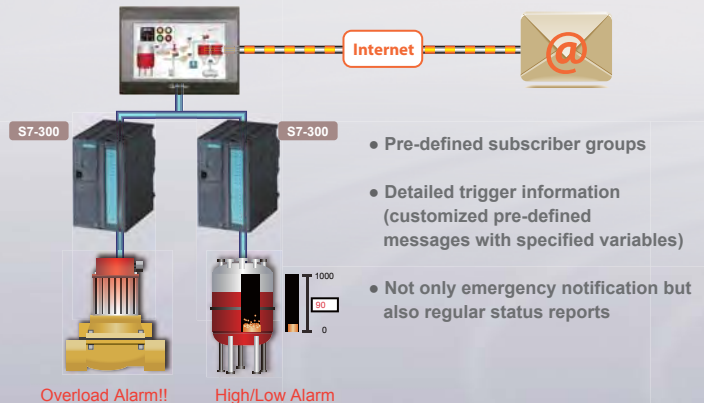 Internet
@
S7-300
S7-300
● Pre-defined subscriber groups
● Detailed trigger information
(customized pre-defined
messages with specified variables)
● Not only emergency notification but
also regular status reports
1000
90
0
Overload Alarm!!
High/Low Alarm